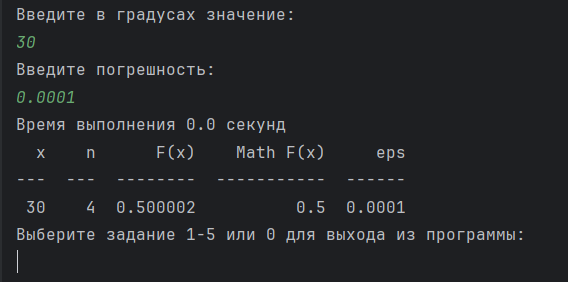 Введите в градусах значение:
30
Введите погрешность:
0.0001
Время выполнения 0.0 секунд
x n F(x) Math F(x) eps
--- --- -------- ----------- ------
30 4 0.500002 0.5 0.0001
Выберите задание 1-5 или 0 для выхода из программы: